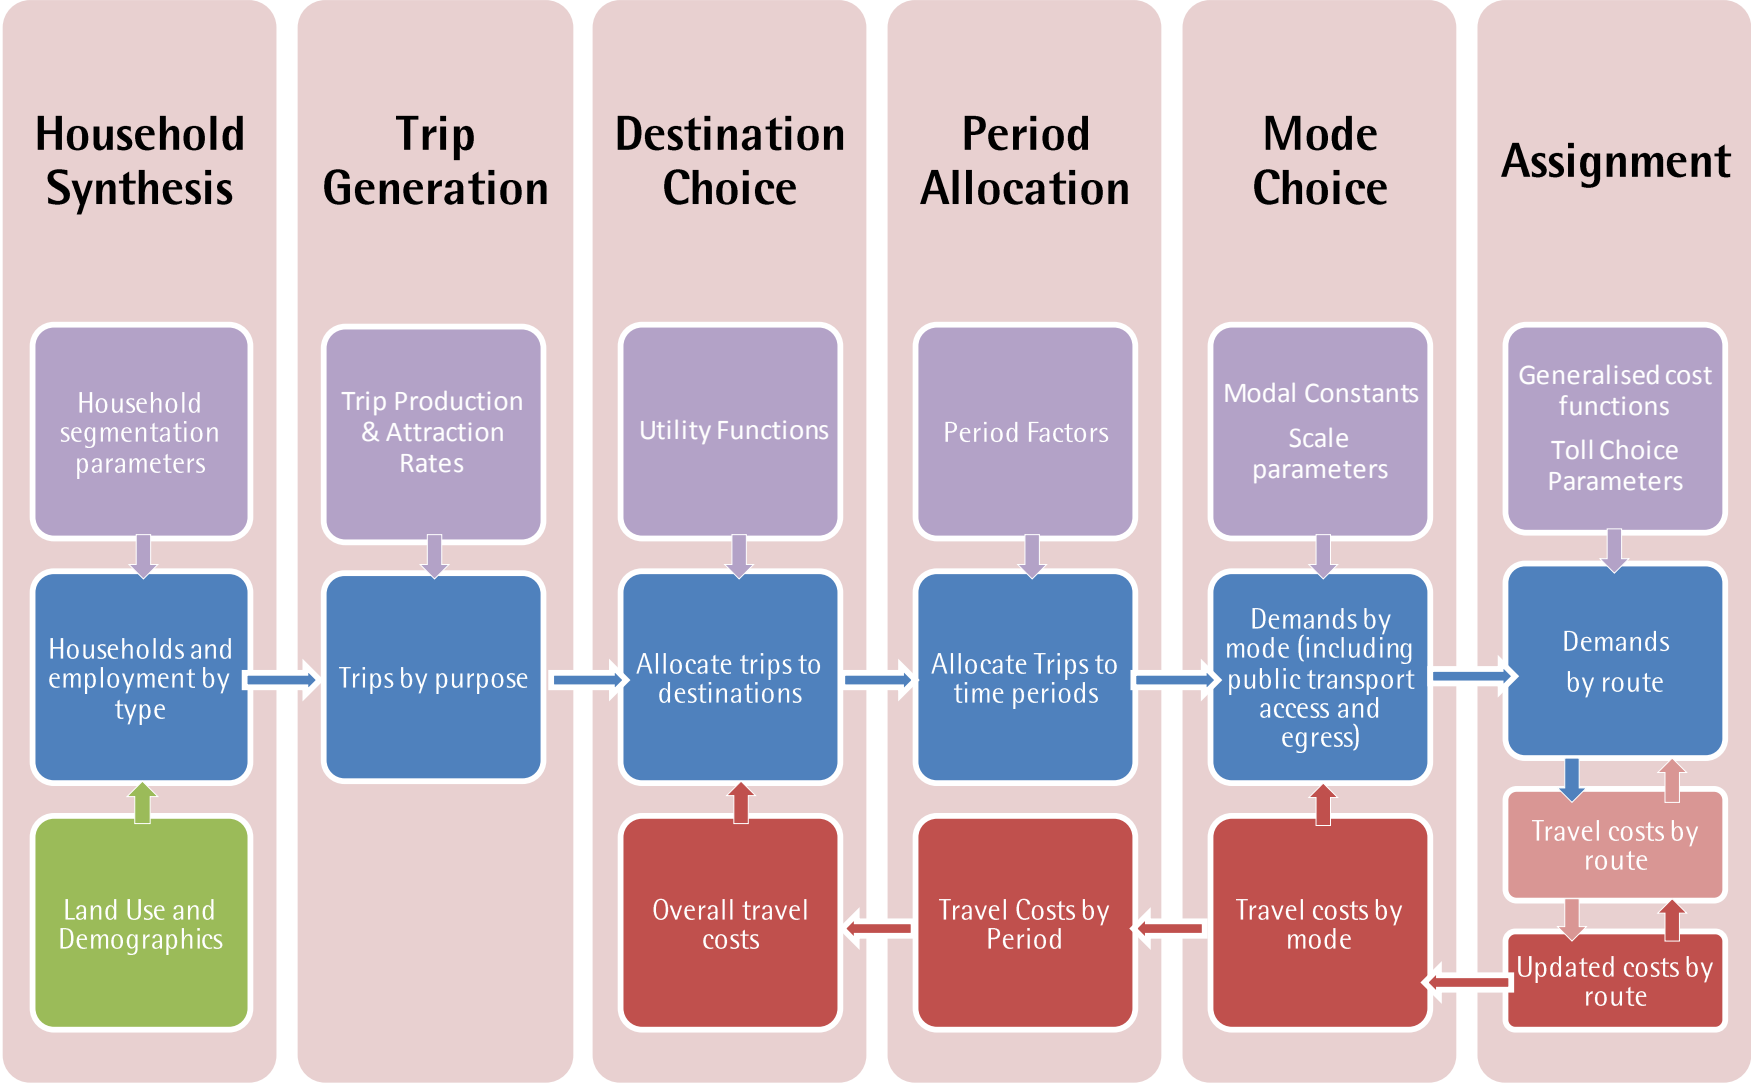 Household
Synthesis
Trip
Generation
Destination
Choice
Period
Allocation
Mode
Choice
Assignment
Household
segmentation
parameters
Trip Production
& Attraction
Rates
Utility Functions
Period Factors
Modal Constants
Scale
parameters
Generalised cost
functions
Toll Choice
Parameters
Households and
employment by
type
Trips by purpose
Allocate trips to
destinations
Allocate Trips to
time periods
Demands by
mode (including
public transport
access and
egress)
Demands
by route
Land Use and
Demographics
Overall travel
costs
Travel Costs by
Period
Travel costs by
mode
Travel costs by
route
Updated costs by
route